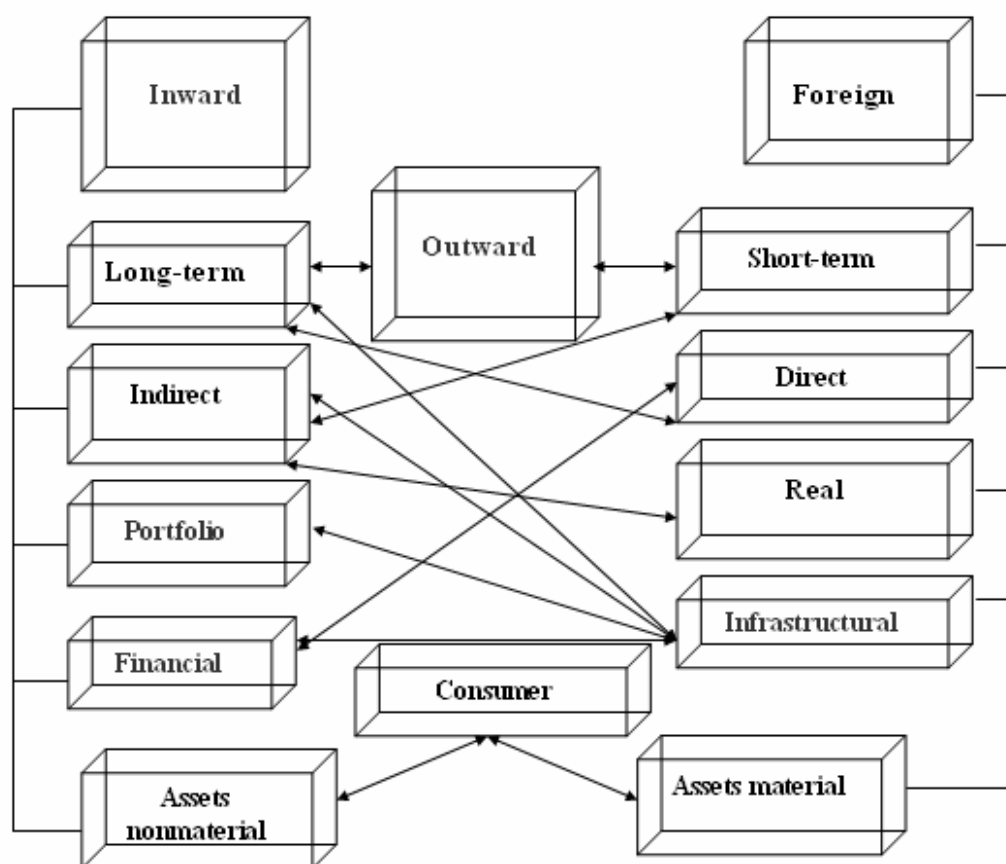 Inward
Foreign
Outward
Long-term
Short-term
Indirect
Direct
Portfolio
Real
Financial
Infrastructural
Consumer
Assets
nonmaterial
Assets material